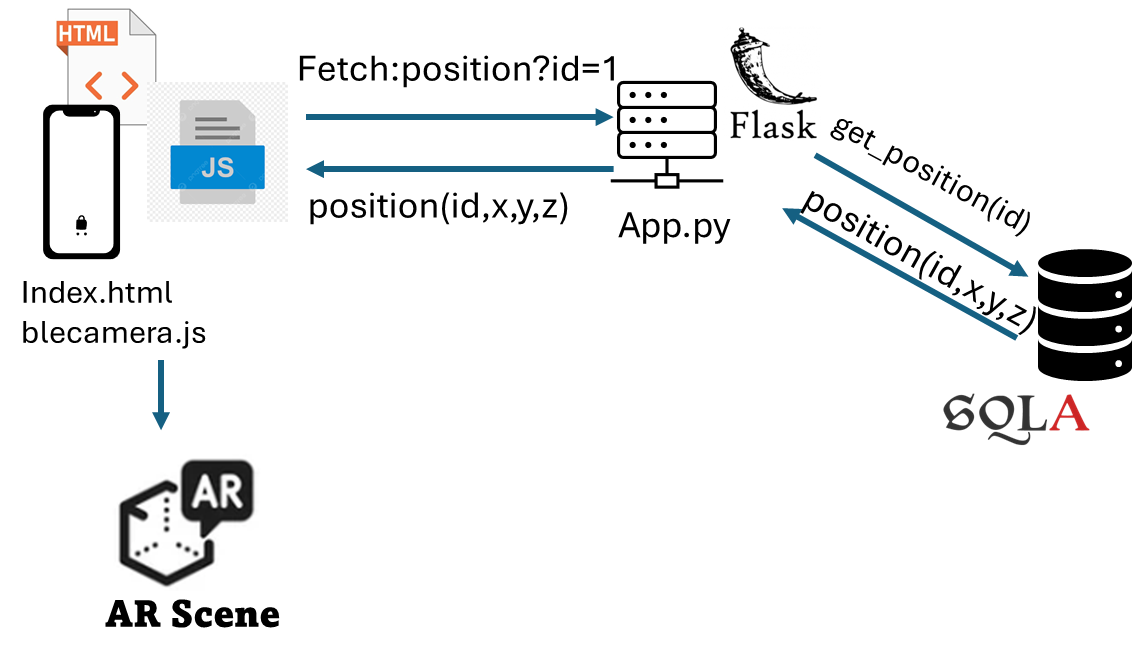 HTML
JS
Fetch:position?id=1
position(id,x,y,z)
Flask
App.py
get_position(id)
position(id,x,y,z)
Index.html
blecamera.js
SQLA
AR
AR Scene